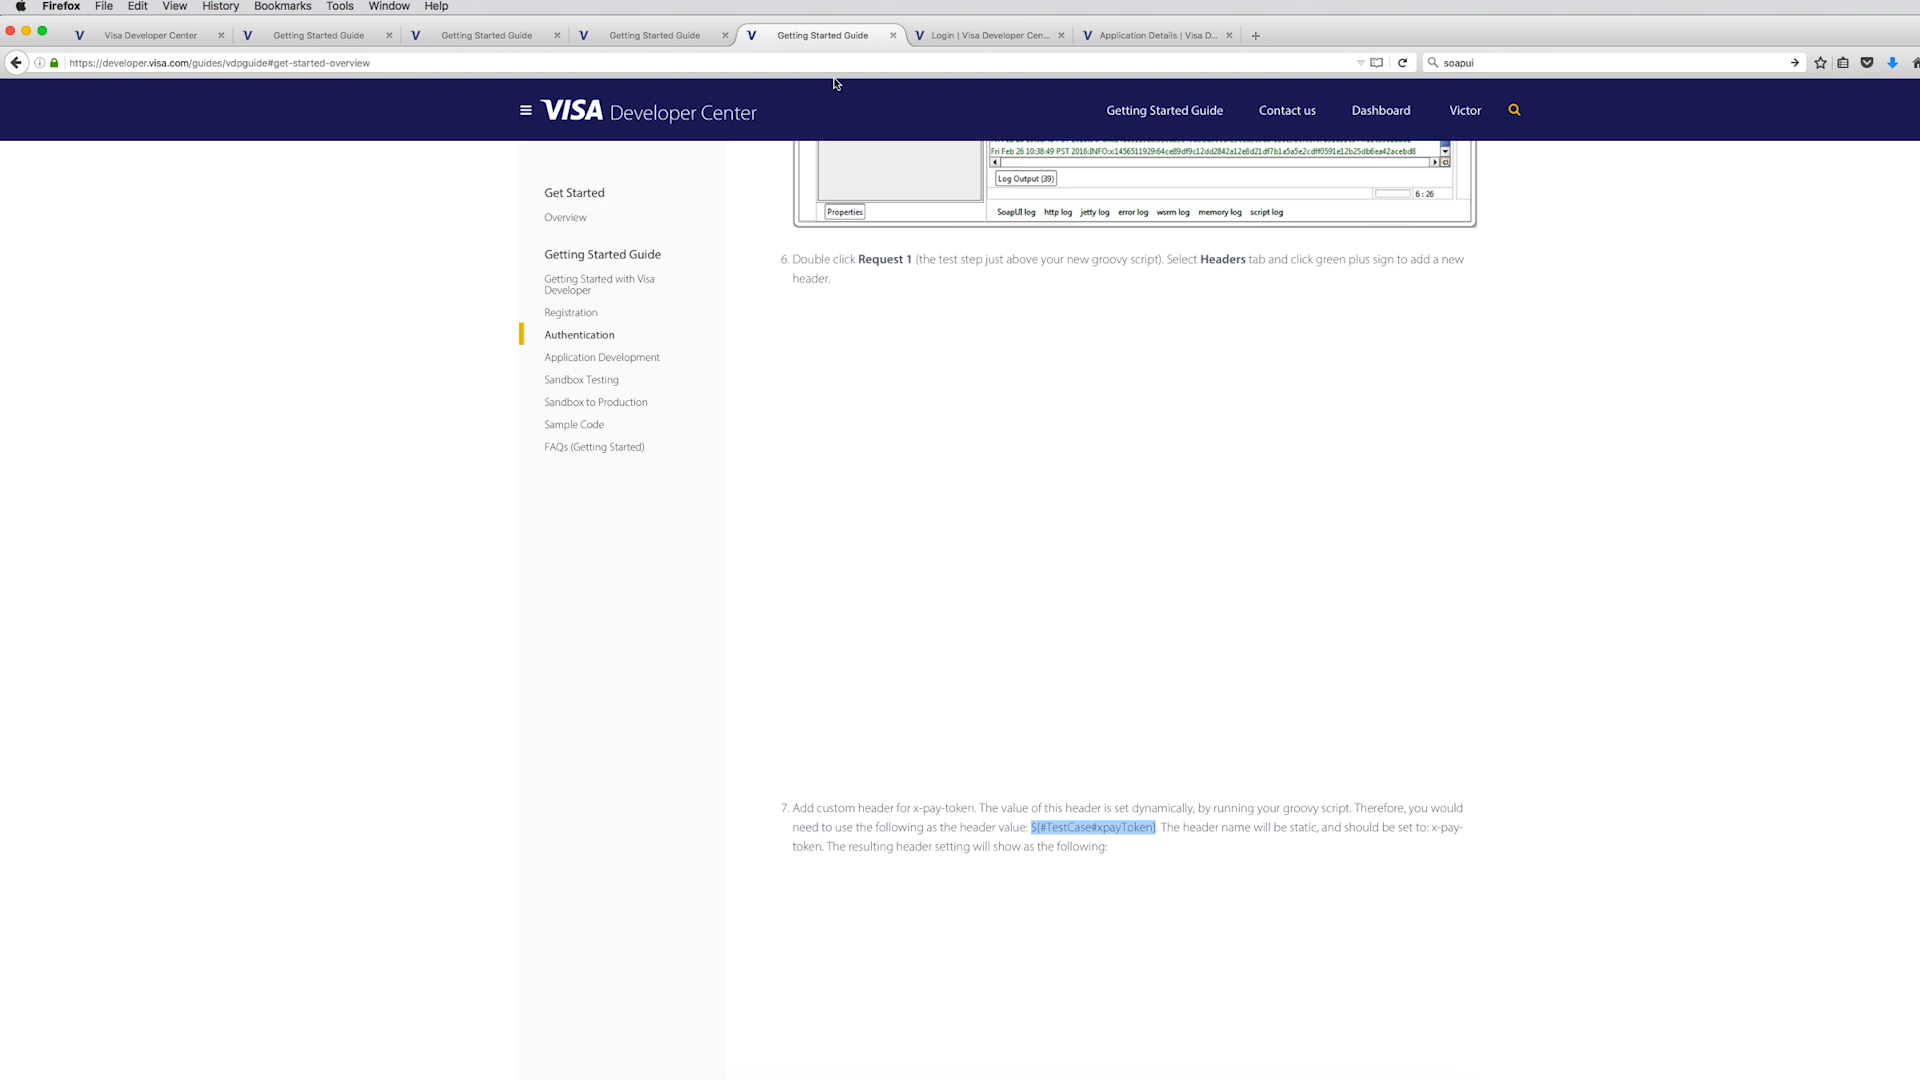 Firefox File Edit View History Bookmarks Tools Window Help
Visa Developer Center Getting Started Guide Getting Started Guide Getting Started Guide Getting Started Guide Login | Visa Developer Cen... Application Details | Visa D...
https://developer.visa.com/guides/vdpguide#get-started-overview
soapui
VISA Developer Center
Getting Started Guide Contact us Dashboard Victor
Get Started
Overview
Getting Started Guide
Getting Started with Visa
Developer
Registration
Authentication
Application Development
Sandbox Testing
Sandbox to Production
Sample Code
FAQs (Getting Started)
Log Output (39)
6 : 26
Properties
SoapUI log http log jetty log error log wsrm log memory log script log
6. Double click Request 1 (the test step just above your new groovy script). Select Headers tab and click green plus sign to add a new
header.
7. Add custom header for x-pay-token. The value of this header is set dynamically, by running your groovy script. Therefore, you would
need to use the following as the header value: ${#TestCase#xpayToken}. The header name will be static, and should be set to: x-pay-
token. The resulting header setting will show as the following: